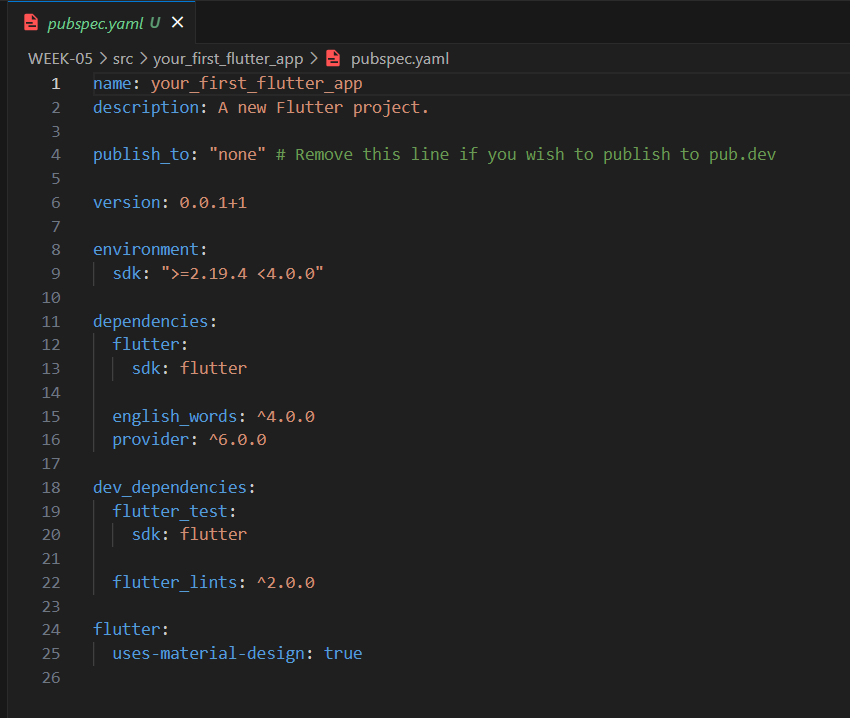 pubspec.yaml U
WEEK-05 > src > your_first_flutter_app > pubspec.yaml
1 name: your_first_flutter_app
2 description: A new Flutter project.
3
4 publish_to: "none" # Remove this line if you wish to publish to pub.dev
5
6 version: 0.0.1+1
7
8 environment:
9   sdk: ">=2.19.4 <4.0.0"
10
11 dependencies:
12   flutter:
13     sdk: flutter
14
15   english_words: ^4.0.0
16   provider: ^6.0.0
17
18 dev_dependencies:
19   flutter_test:
20     sdk: flutter
21
22   flutter_lints: ^2.0.0
23
24 flutter:
25   uses-material-design: true
26